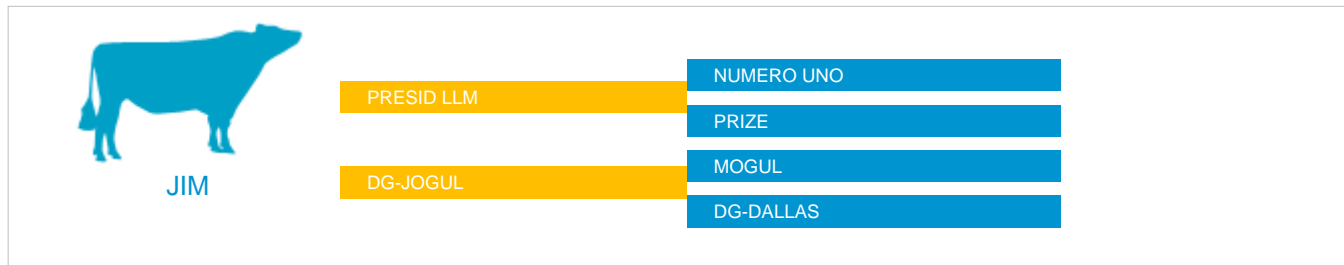 JIM
PRESID LLM
DG-JOGUL
NUMERO UNO
PRIZE
MOGUL
DG-DALLAS